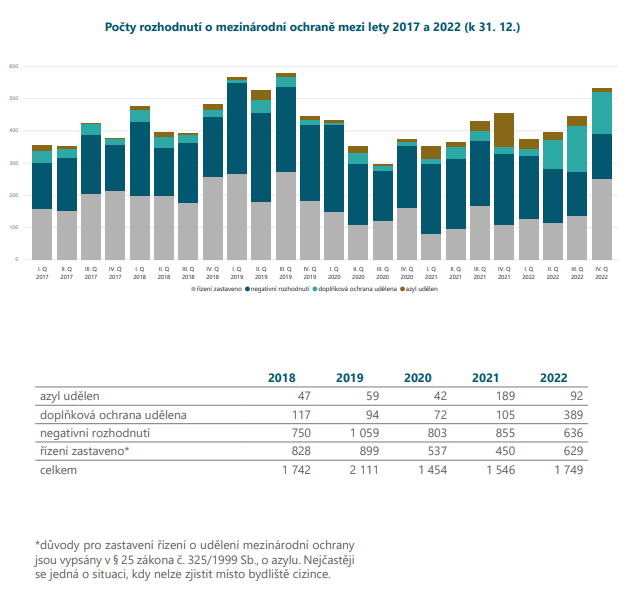 Počty rozhodnutí o mezinárodní ochraně mezi lety 2017 a 2022 (k 31. 12.)
600
500
400
300
200
100
0
I. Q II. Q III. Q IV. Q I. Q II. Q III. Q IV. Q I. Q II. Q III. Q IV. Q I. Q II. Q III. Q IV. Q I. Q II. Q III. Q IV. Q I. Q II. Q III. Q IV. Q
2017 2017 2017 2017 2018 2018 2018 2018 2019 2019 2019 2019 2020 2020 2020 2020 2021 2021 2021 2021 2022 2022 2022 2022
řízení zastaveno negativní rozhodnutí doplňková ochrana udělena azyl udělen
2018 2019 2020 2021 2022
azyl udělen 47 59 42 189 92
doplňková ochrana udělena 117 94 72 105 389
negativní rozhodnutí 750 1 059 803 855 636
řízení zastaveno* 828 899 537 450 629
celkem 1 742 2 111 1 454 1 546 1 749
*důvody pro zastavení řízení o udělení mezinárodní ochrany
jsou vypsány v § 25 zákona č. 325/1999 Sb., o azylu. Nejčastěji
se jedná o situaci, kdy nelze zjistit místo bydliště cizince.